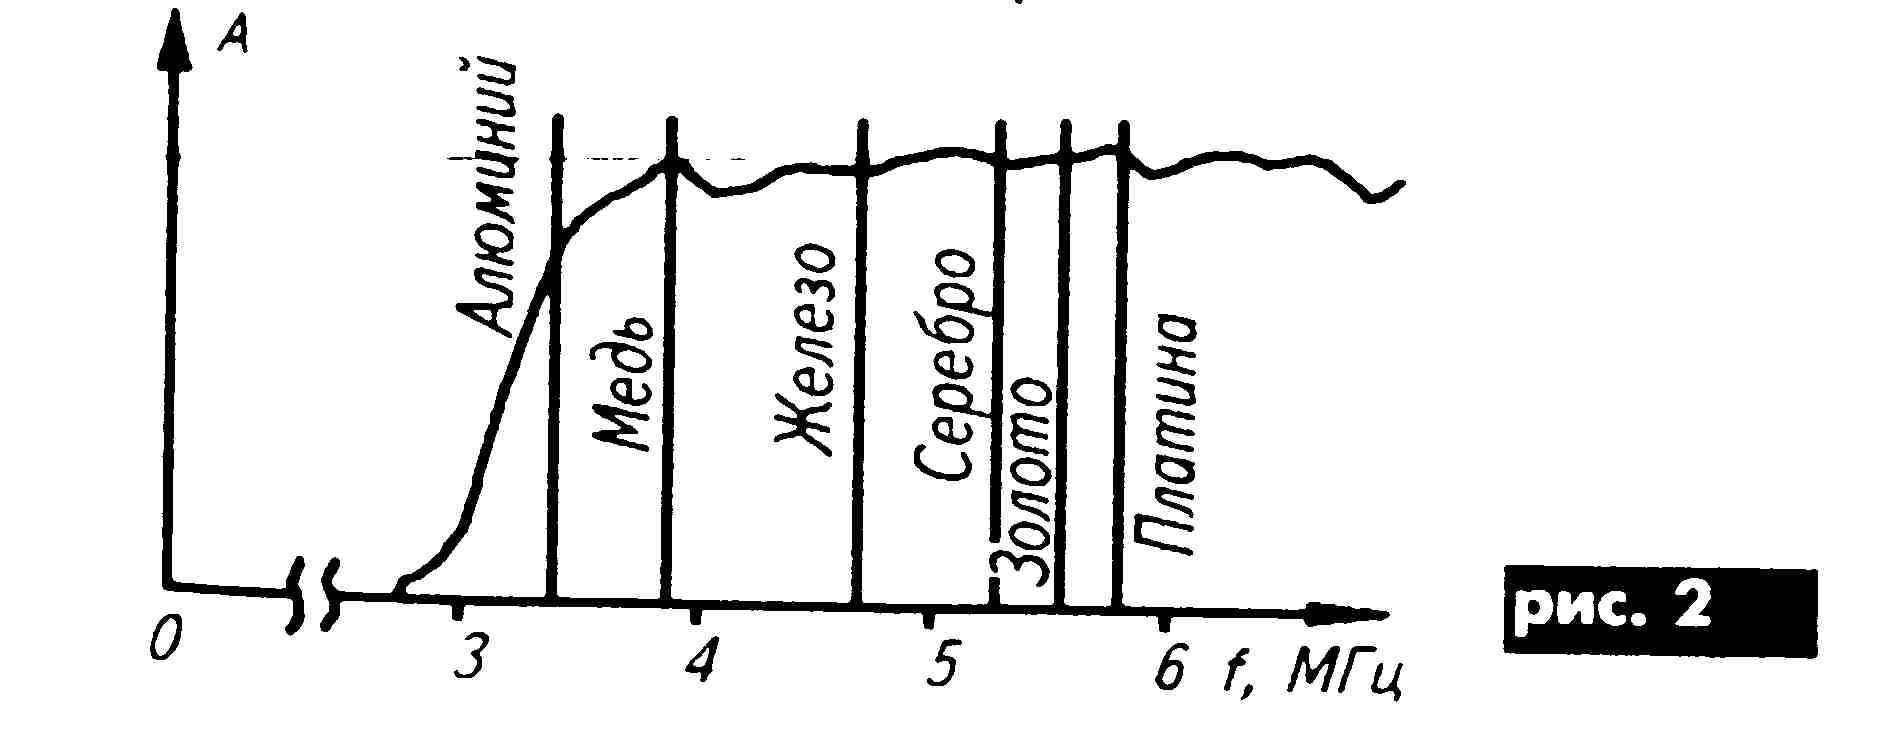 A
Алюминий
Медь
Железо
Серебро
Золото
Платина
0
3
4
5
6
f, МГц
рис. 2